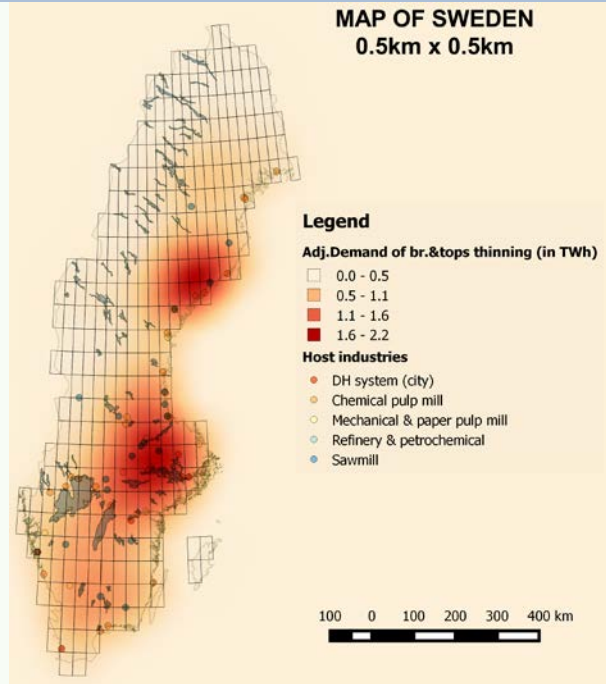 MAP OF SWEDEN
0.5km x 0.5km
Legend
Adj.Demand of br.&tops thinning (in TWh)
0.0 - 0.5
0.5 - 1.1
1.1 - 1.6
1.6 - 2.2
Host industries
DH system (city)
Chemical pulp mill
Mechanical & paper pulp mill
Refinery & petrochemical
Sawmill
100 0 100 200 300 400 km